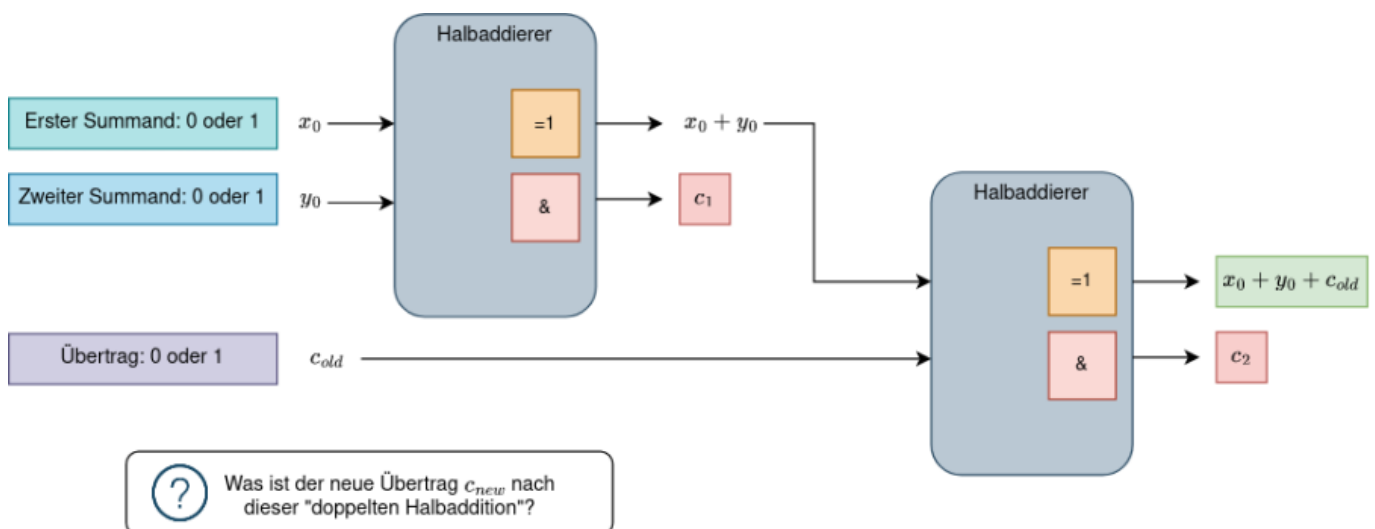 Halbaddierer
Erster Summand: 0 oder 1
x₀
=1
x₀ + y₀
Zweiter Summand: 0 oder 1
y₀
&
c₁
Halbaddierer
=1
x₀ + y₀ + c_old
Übertrag: 0 oder 1
c_old
&
c₂
?
Was ist der neue Übertrag c_new nach
dieser "doppelten Halbaddition"?